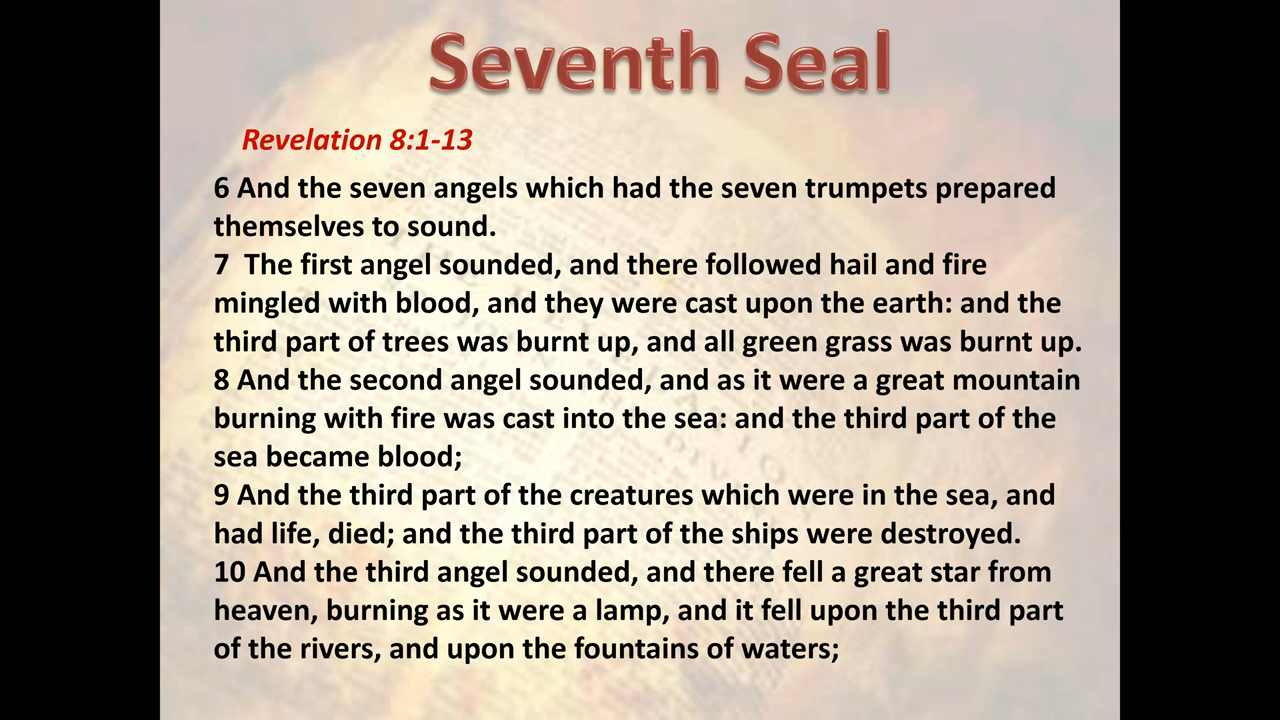 Seventh Seal
Revelation 8:1-13
6 And the seven angels which had the seven trumpets prepared
themselves to sound.
7  The first angel sounded, and there followed hail and fire
mingled with blood, and they were cast upon the earth: and the
third part of trees was burnt up, and all green grass was burnt up.
8 And the second angel sounded, and as it were a great mountain
burning with fire was cast into the sea: and the third part of the
sea became blood;
9 And the third part of the creatures which were in the sea, and
had life, died; and the third part of the ships were destroyed.
10 And the third angel sounded, and there fell a great star from
heaven, burning as it were a lamp, and it fell upon the third part
of the rivers, and upon the fountains of waters;